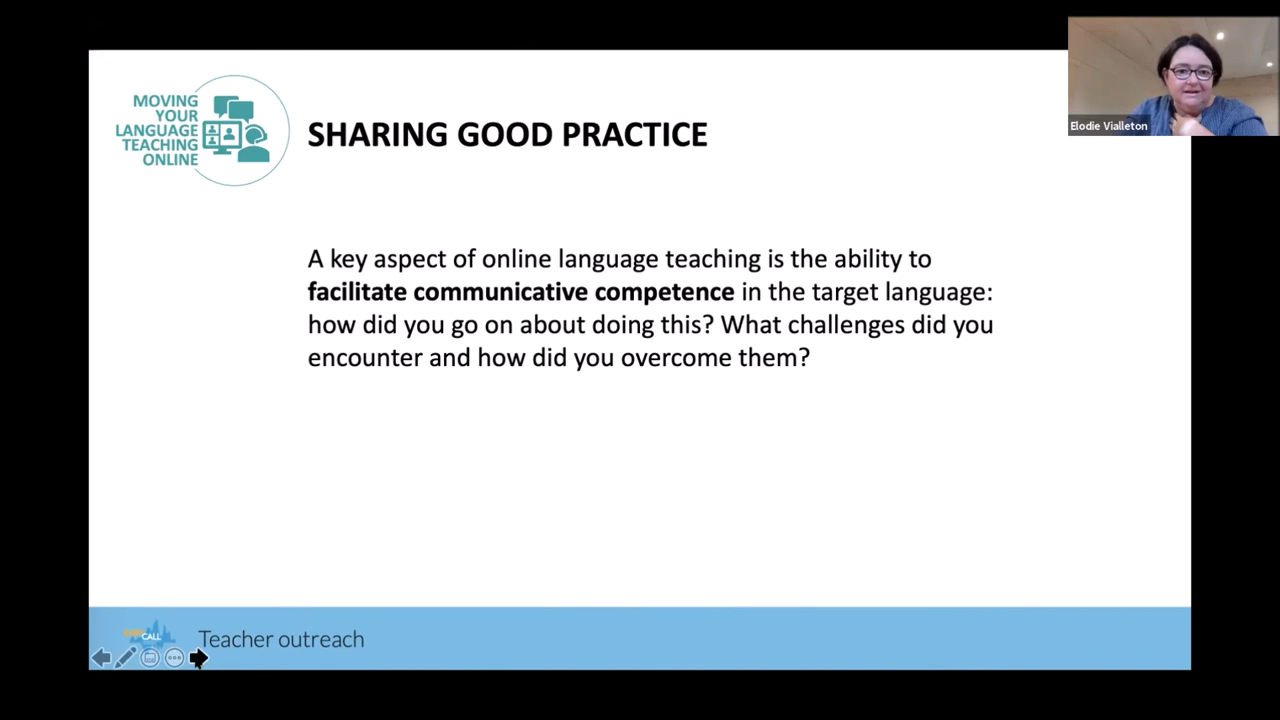 MOVING
YOUR
LANGUAGE
TEACHING
ONLINE
SHARING GOOD PRACTICE
Elodie Vialleton
A key aspect of online language teaching is the ability to
facilitate communicative competence in the target language:
how did you go on about doing this? What challenges did you
encounter and how did you overcome them?
CALL
Teacher outreach